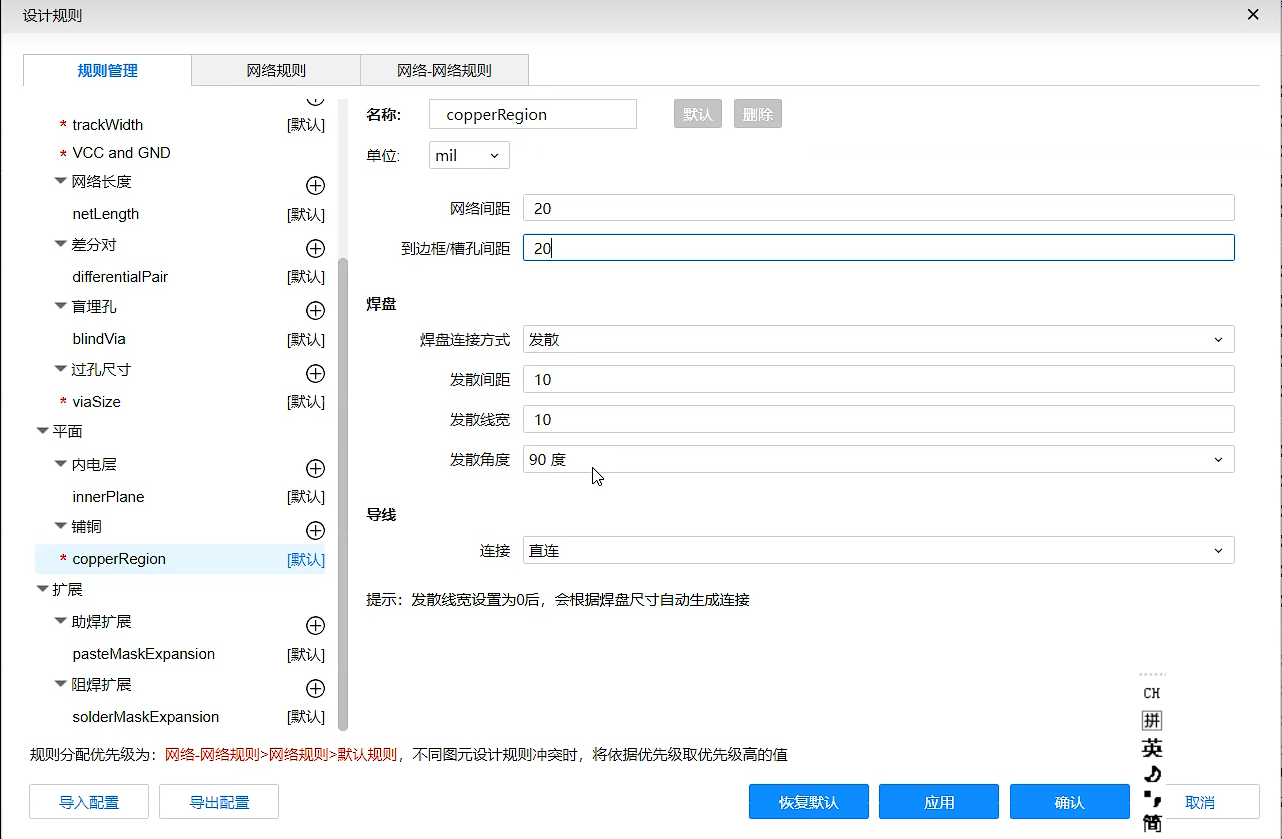 设计规则
规则管理 网络规则 网络-网络规则
* trackWidth [默认]
* VCC and GND
网络长度
netLength [默认]
差分对
differentialPair [默认]
盲埋孔
blindVia [默认]
过孔尺寸
* viaSize [默认]
平面
内电层
innerPlane [默认]
铺铜
* copperRegion [默认]
扩展
助焊扩展
pasteMaskExpansion [默认]
阻焊扩展
solderMaskExpansion [默认]
名称: copperRegion 默认 删除
单位: mil
网络间距 20
到边框/槽孔间距 20
焊盘
焊盘连接方式 发散
发散间距 10
发散线宽 10
发散角度 90 度
导线
连接 直连
提示：发散线宽设置为0后，会根据焊盘尺寸自动生成连接
规则分配优先级为：网络-网络规则>网络规则>默认规则，不同图元设计规则冲突时，将依据优先级取优先级高的值
导入配置 导出配置 恢复默认 应用 确认 取消
CH
拼
英
简